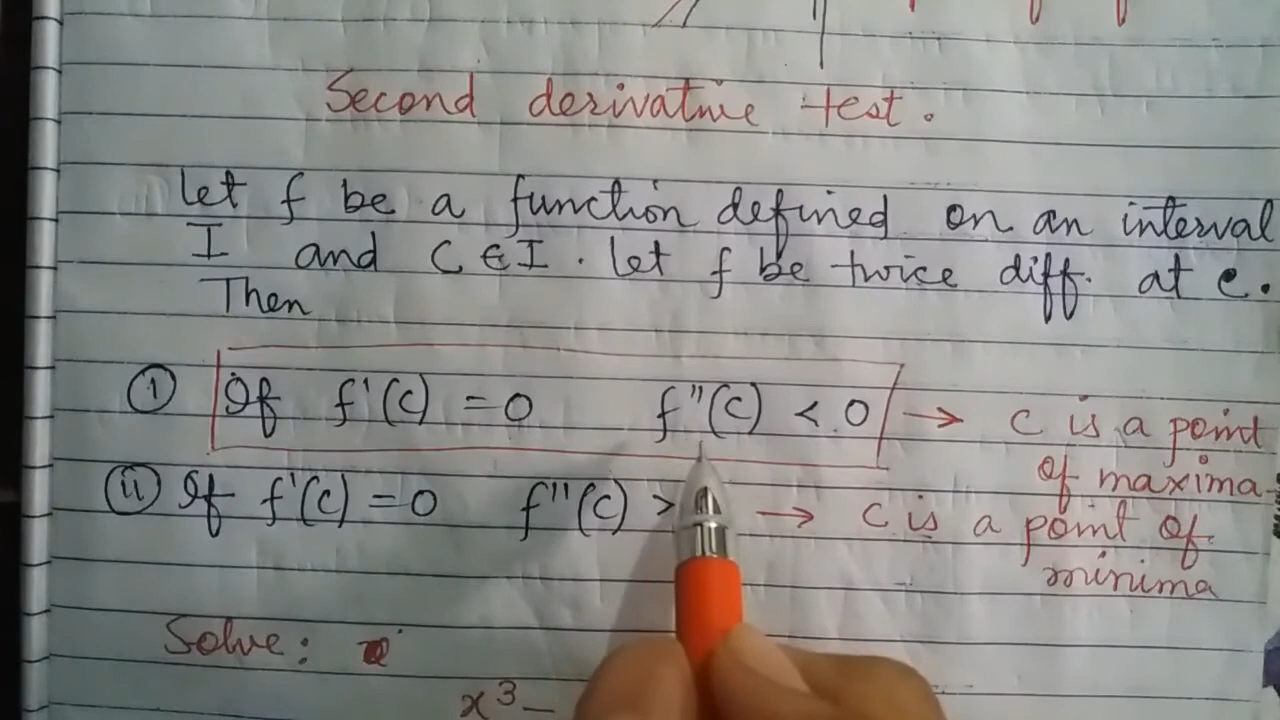 Second derivative test.
Let f be a function defined on an interval
I and C ∈ I. Let f be twice diff. at c.
Then
(i) If f'(c) = 0 f''(c) < 0 → C is a point
of maxima
(ii) If f'(c) = 0 f''(c) > → C is a point of
minima
Solve:
x³ –